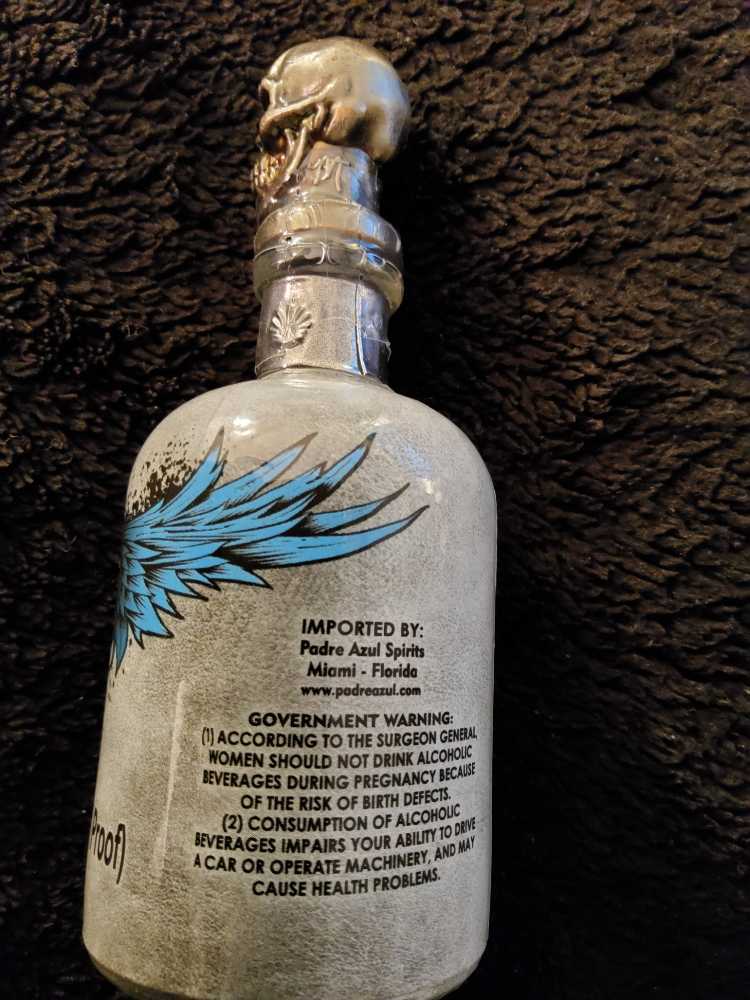 IMPORTED BY:
Padre Azul Spirits
Miami - Florida
www.padreazul.com
GOVERNMENT WARNING:
(1) ACCORDING TO THE SURGEON GENERAL,
WOMEN SHOULD NOT DRINK ALCOHOLIC
BEVERAGES DURING PREGNANCY BECAUSE
OF THE RISK OF BIRTH DEFECTS.
(2) CONSUMPTION OF ALCOHOLIC
BEVERAGES IMPAIRS YOUR ABILITY TO DRIVE
A CAR OR OPERATE MACHINERY, AND MAY
CAUSE HEALTH PROBLEMS.
Proof)